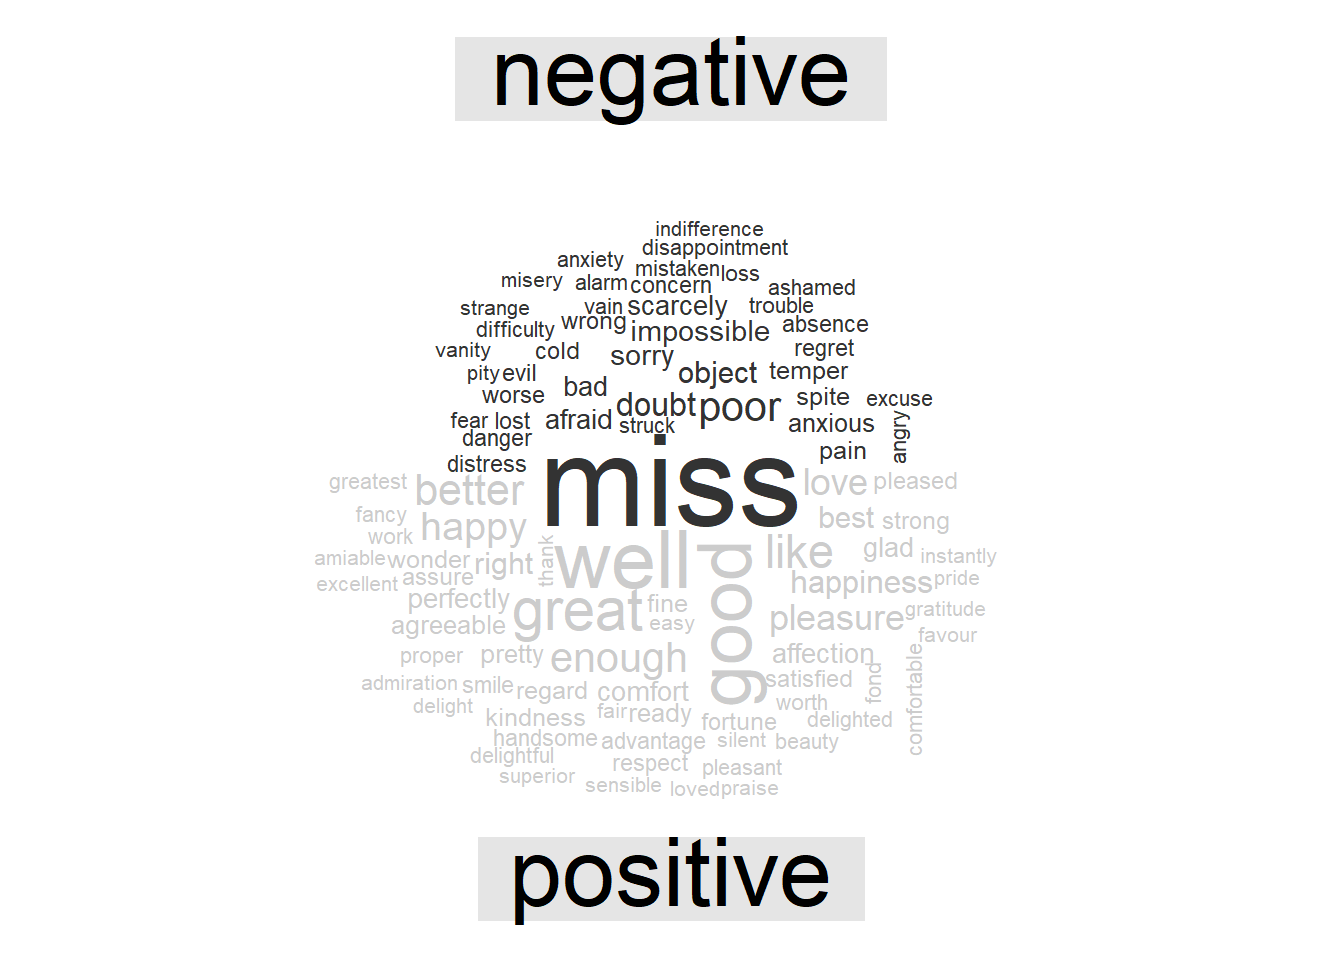 negative
indifference
disappointment
anxiety mistaken loss
misery alarm concern ashamed
strange vain scarcely trouble
difficulty wrong impossible absence
vanity cold sorry regret
pity evil object temper
worse bad doubt poor spite excuse
fear lost afraid struck anxious angry
danger pain
distress miss
greatest better love pleased
fancy happy best strong
work well like glad
amiable wonder right thank good instantly
excellent assure happiness pride
perfectly great fine pleasure gratitude
agreeable easy favour
proper pretty enough affection
admiration smile regard comfort satisfied fond comfortable
delight kindness fair ready fortune worth delighted
handsome advantage silent beauty
delightful respect pleasant
superior sensible loved praise
positive